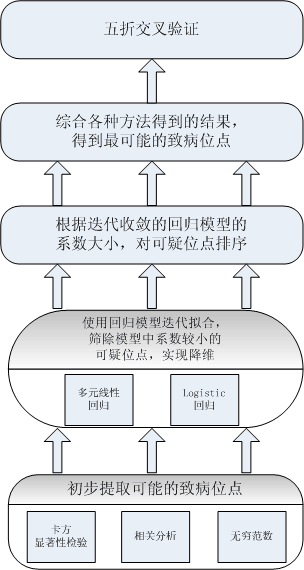 五折交叉验证
综合各种方法得到的结果，
得到最可能的致病位点
根据迭代收敛的回归模型的
系数大小，对可疑位点排序
使用回归模型迭代拟合，
筛除模型中系数较小的
可疑位点，实现降维
多元线性
回归
Logistic
回归
初步提取可能的致病位点
卡方
显著性检验
相关分析
无穷范数